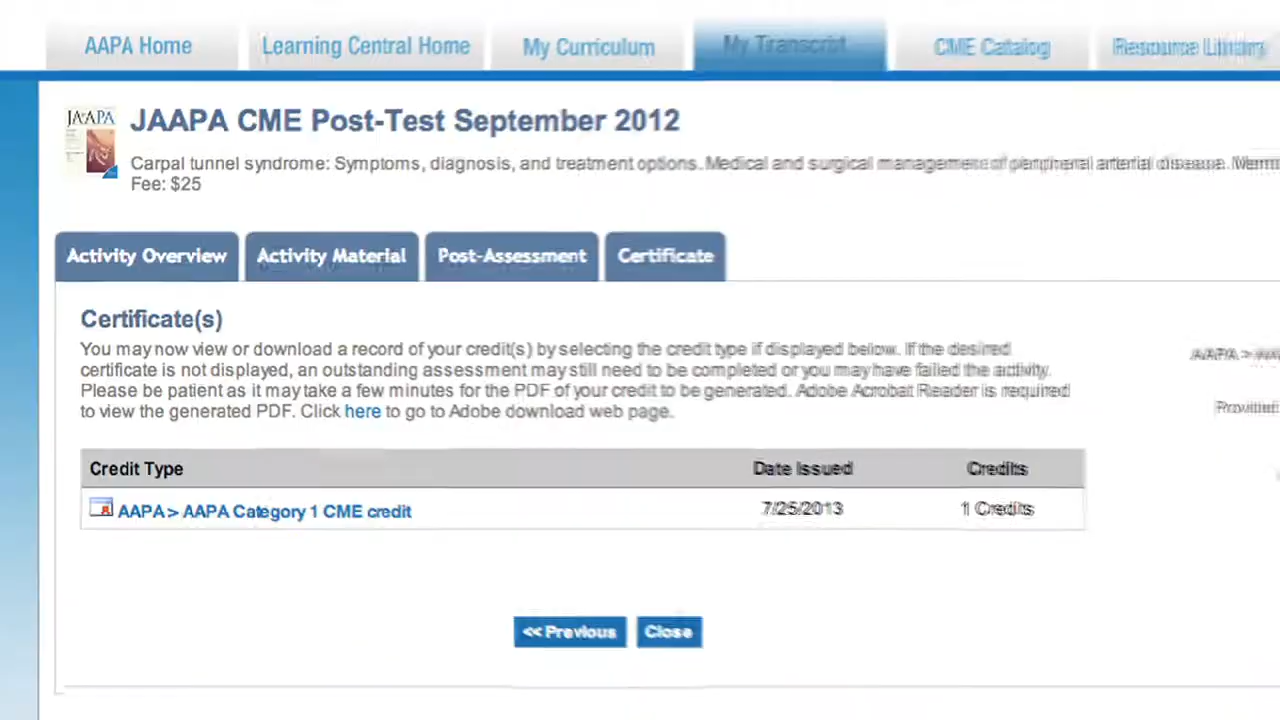 AAPA Home
Learning Central Home
My Curriculum
My Transcript
CME Catalog
Resource Library
JAAPA
JAAPA CME Post-Test September 2012
Carpal tunnel syndrome: Symptoms, diagnosis, and treatment options. Medical and surgical management of peripheral arterial disease.
Fee: $25
Activity Overview
Activity Material
Post-Assessment
Certificate
Certificate(s)
You may now view or download a record of your credit(s) by selecting the credit type if displayed below. If the desired
certificate is not displayed, an outstanding assessment may still need to be completed or you may have failed the activity.
Please be patient as it may take a few minutes for the PDF of your credit to be generated. Adobe Acrobat Reader is required
to view the generated PDF. Click here to go to Adobe download web page.
AAPA >
Credit Type Date Issued Credits
AAPA > AAPA Category 1 CME credit 7/25/2013 1 Credits
<< Previous
Close